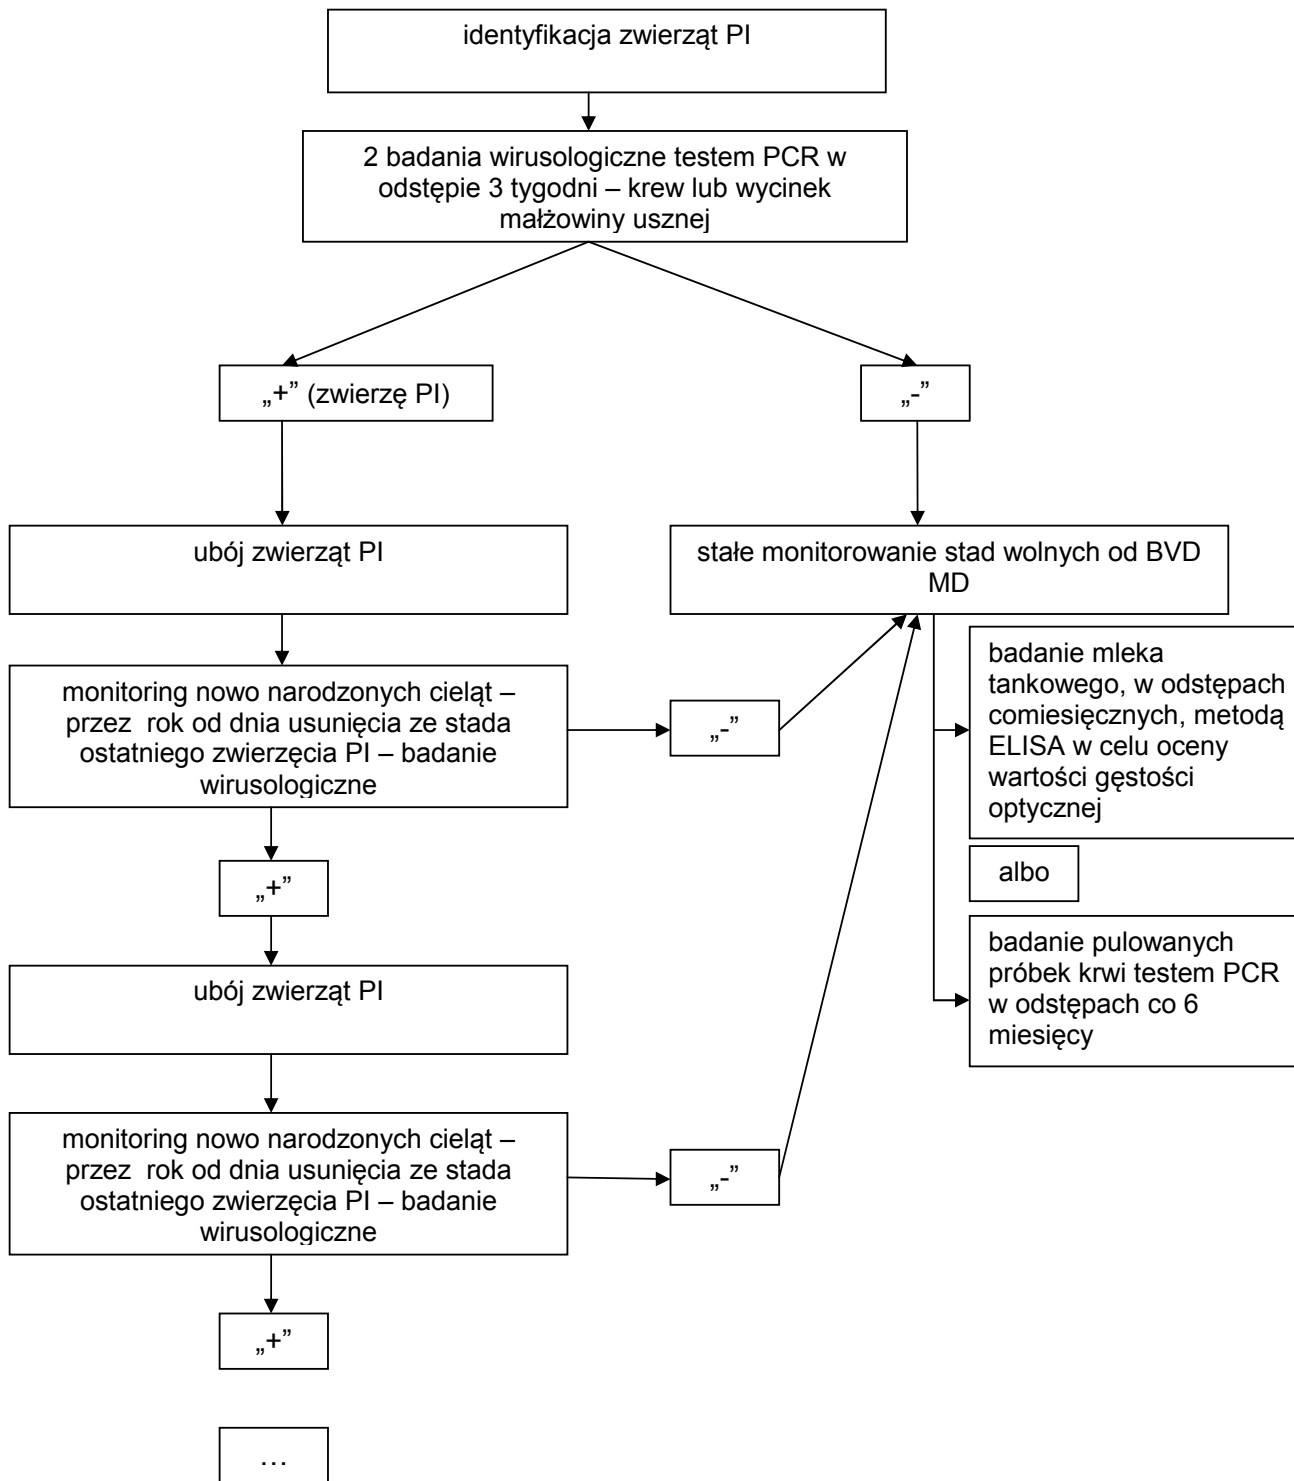 identyfikacja zwierząt PI
2 badania wirusologiczne testem PCR w
odstępie 3 tygodni – krew lub wycinek
małżowiny usznej
„+” (zwierzę PI)
„-”
ubój zwierząt PI
stałe monitorowanie stad wolnych od BVD
MD
monitoring nowo narodzonych cieląt –
przez  rok od dnia usunięcia ze stada
ostatniego zwierzęcia PI – badanie
wirusologiczne
„-”
badanie mleka
tankowego, w odstępach
comiesięcznych, metodą
ELISA w celu oceny
wartości gęstości
optycznej
„+”
albo
ubój zwierząt PI
badanie pulowanych
próbek krwi testem PCR
w odstępach co 6
miesięcy
monitoring nowo narodzonych cieląt –
przez  rok od dnia usunięcia ze stada
ostatniego zwierzęcia PI – badanie
wirusologiczne
„-”
„+”
…